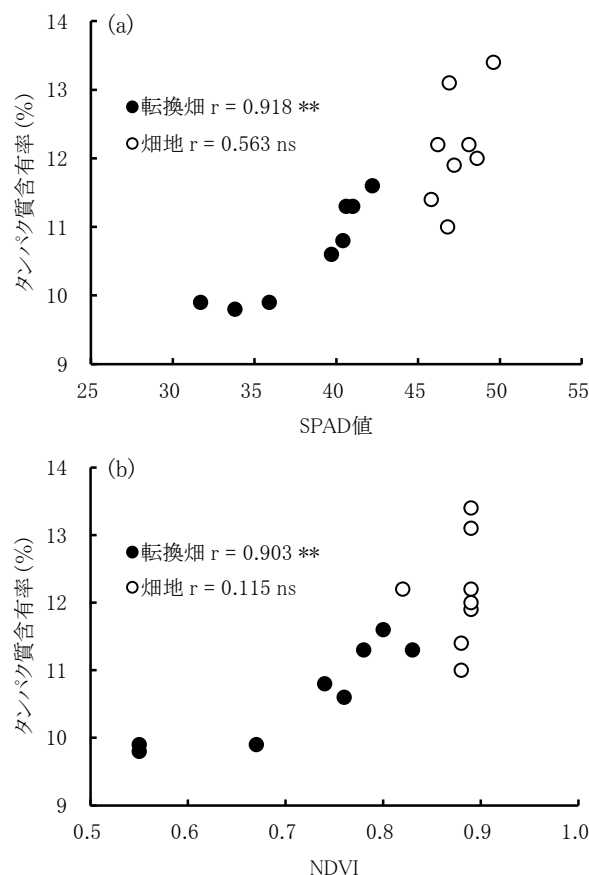 (a)
14
13
12
11
10
9
タンパク質含有率(%)
●転換畑 r = 0.918 **
○畑地 r = 0.563 ns
25 30 35 40 45 50 55
SPAD値
(b)
14
13
12
11
10
9
タンパク質含有率(%)
●転換畑 r = 0.903 **
○畑地 r = 0.115 ns
0.5 0.6 0.7 0.8 0.9 1.0
NDVI